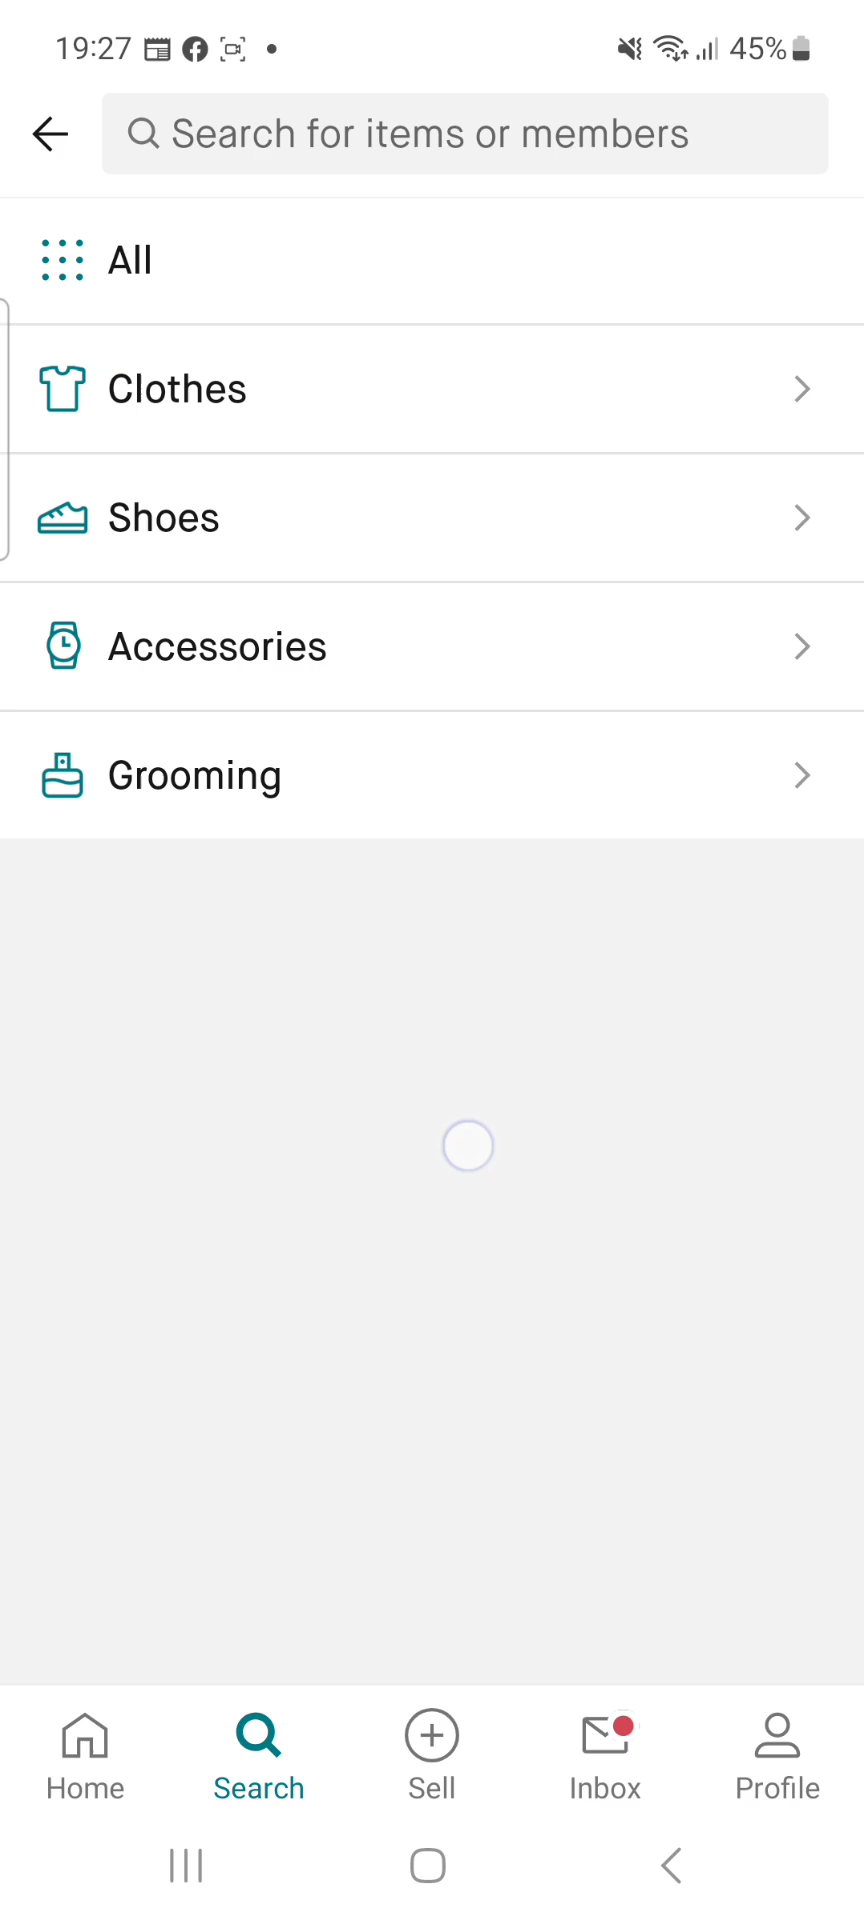 19:27
45%
Search for items or members
All
Clothes
Shoes
Accessories
Grooming
Home
Search
Sell
Inbox
Profile